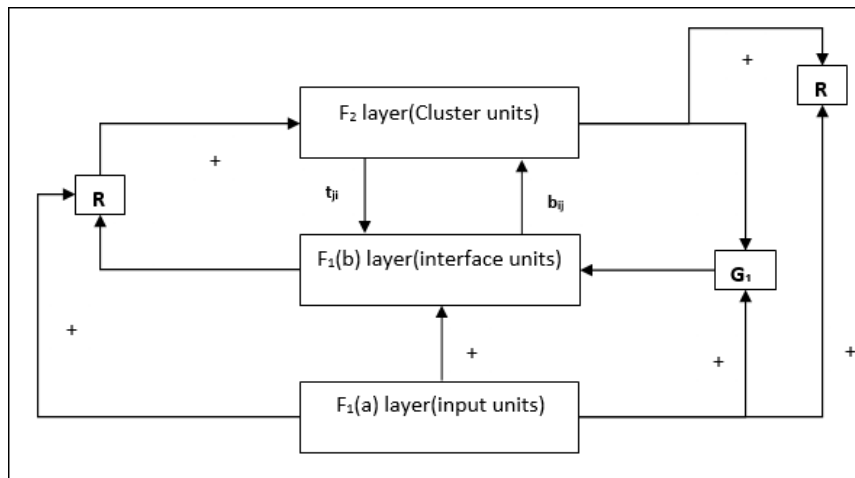 +
R
F₂ layer(Cluster units)
+
R
tⱼᵢ
bᵢⱼ
F₁(b) layer(interface units)
G₁
+
+
+
+
F₁(a) layer(input units)